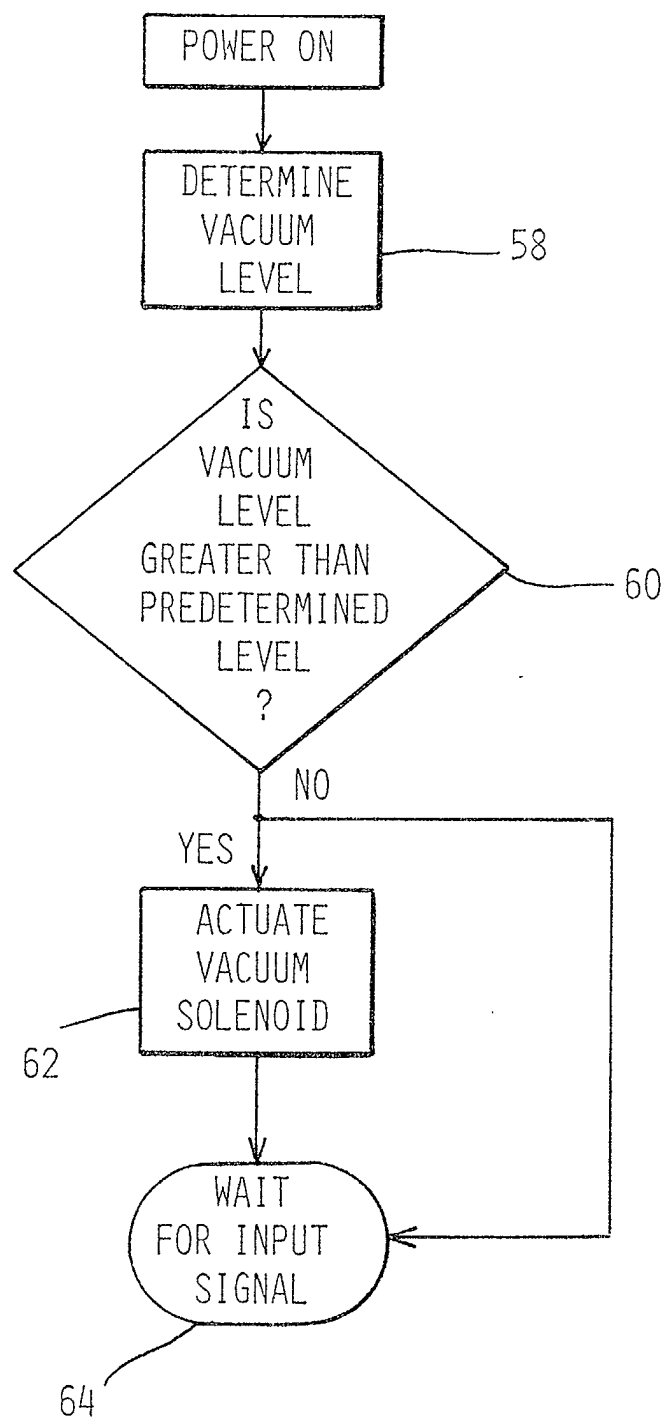 POWER ON
DETERMINE
VACUUM
LEVEL
58
IS
VACUUM
LEVEL
GREATER THAN
PREDETERMINED
LEVEL
?
60
NO
YES
ACTUATE
VACUUM
SOLENOID
62
WAIT
FOR INPUT
SIGNAL
64